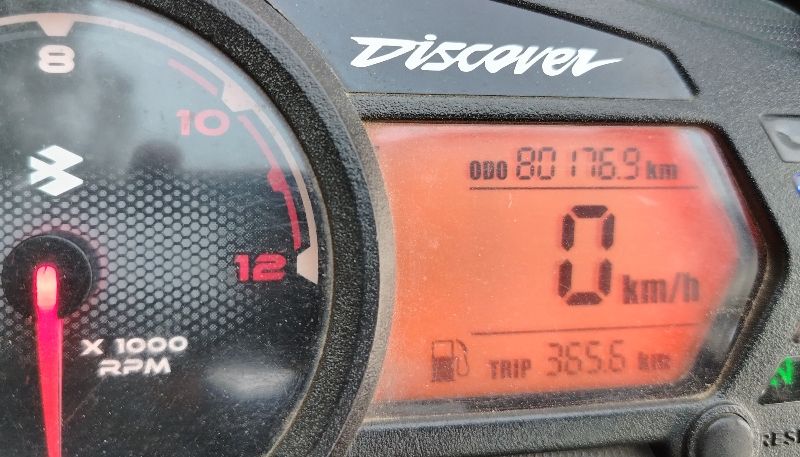 Discover
8
10
12
X 1000
RPM
ODO 80176.9 km
0 km/h
TRIP 365.6 km
N